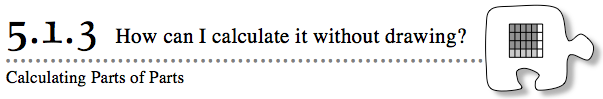 5.1.3 How can I calculate it without drawing?
Calculating Parts of Parts